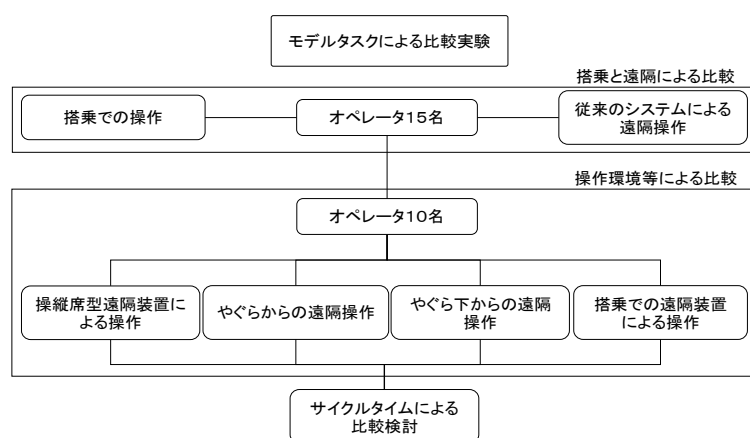 モデルタスクによる比較実験
搭乗と遠隔による比較
搭乗での操作
オペレータ15名
従来のシステムによる
遠隔操作
操作環境等による比較
オペレータ10名
操縦席型遠隔装置に
よる操作
やぐらからの遠隔操作
やぐら下からの遠隔
操作
搭乗での遠隔装置
による操作
サイクルタイムによる
比較検討